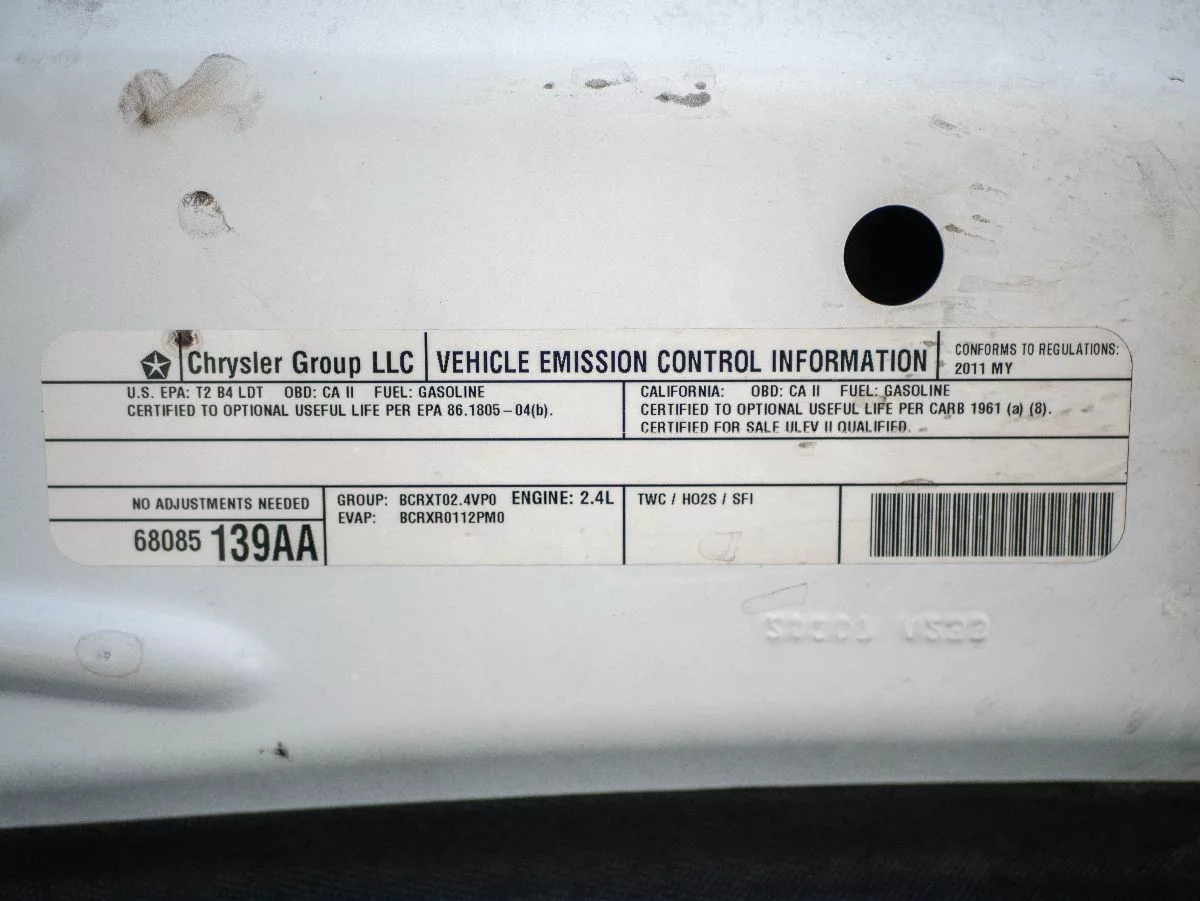 Chrysler Group LLC
VEHICLE EMISSION CONTROL INFORMATION
CONFORMS TO REGULATIONS:
2011 MY
U.S. EPA: T2 B4 LDT OBD: CA II FUEL: GASOLINE
CERTIFIED TO OPTIONAL USEFUL LIFE PER EPA 86.1805-04(b).
CALIFORNIA: OBD: CA II FUEL: GASOLINE
CERTIFIED TO OPTIONAL USEFUL LIFE PER CARB 1961 (a) (8).
CERTIFIED FOR SALE ULEV II QUALIFIED.
NO ADJUSTMENTS NEEDED
68085 139AA
GROUP: BCRXT02.4VP0 ENGINE: 2.4L
EVAP: BCRXR0112PM0
TWC / HO2S / SFI